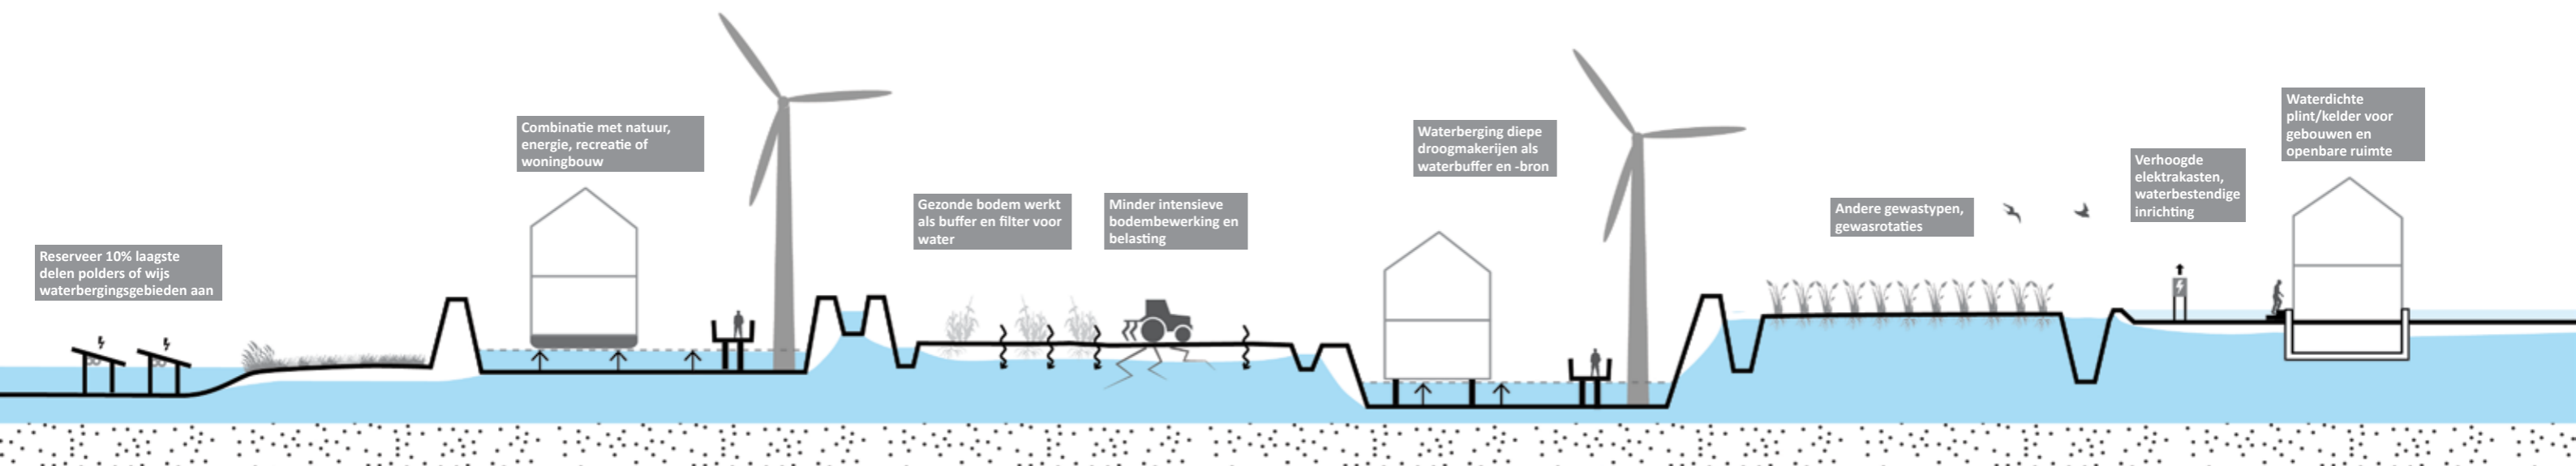 Reserveer 10% laagste
delen polders of wijs
waterbergingsgebieden aan
Combinatie met natuur,
energie, recreatie of
woningbouw
Gezonde bodem werkt
als buffer en filter voor
water
Minder intensieve
bodembewerking en
belasting
Waterberging diepe
droogmakerijen als
waterbuffer en -bron
Andere gewastypen,
gewasrotaties
Verhoogde
elektrakasten,
waterbestendige
inrichting
Waterdichte
plint/kelder voor
gebouwen en
openbare ruimte